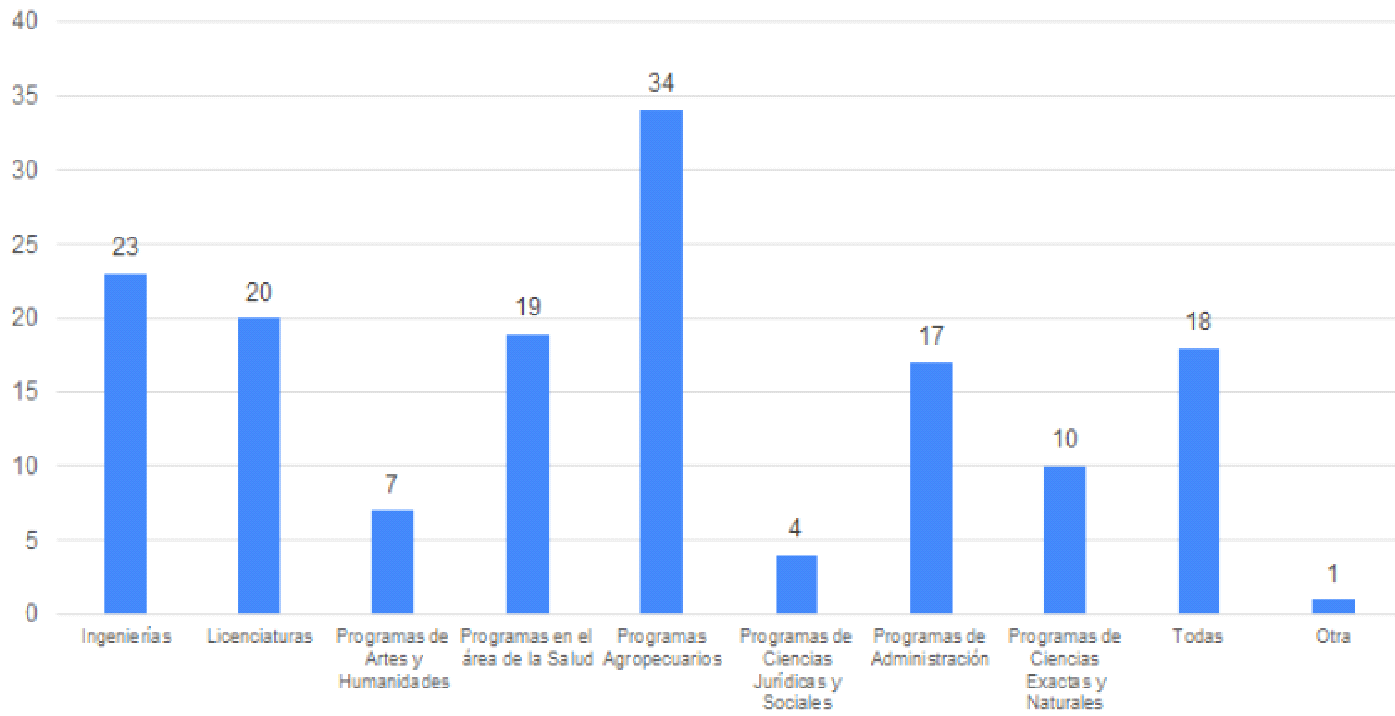 40
35
30
25
20
15
10
5
0
23
20
7
19
34
4
17
10
18
1
Ingenierías
Licenciaturas
Programas de
Artes y
Humanidades
Programas en el
área de la Salud
Programas
Agropecuarios
Programas de
Ciencias
Jurídicas y
Sociales
Programas de
Administración
Programas de
Ciencias
Exactas y
Naturales
Todas
Otra